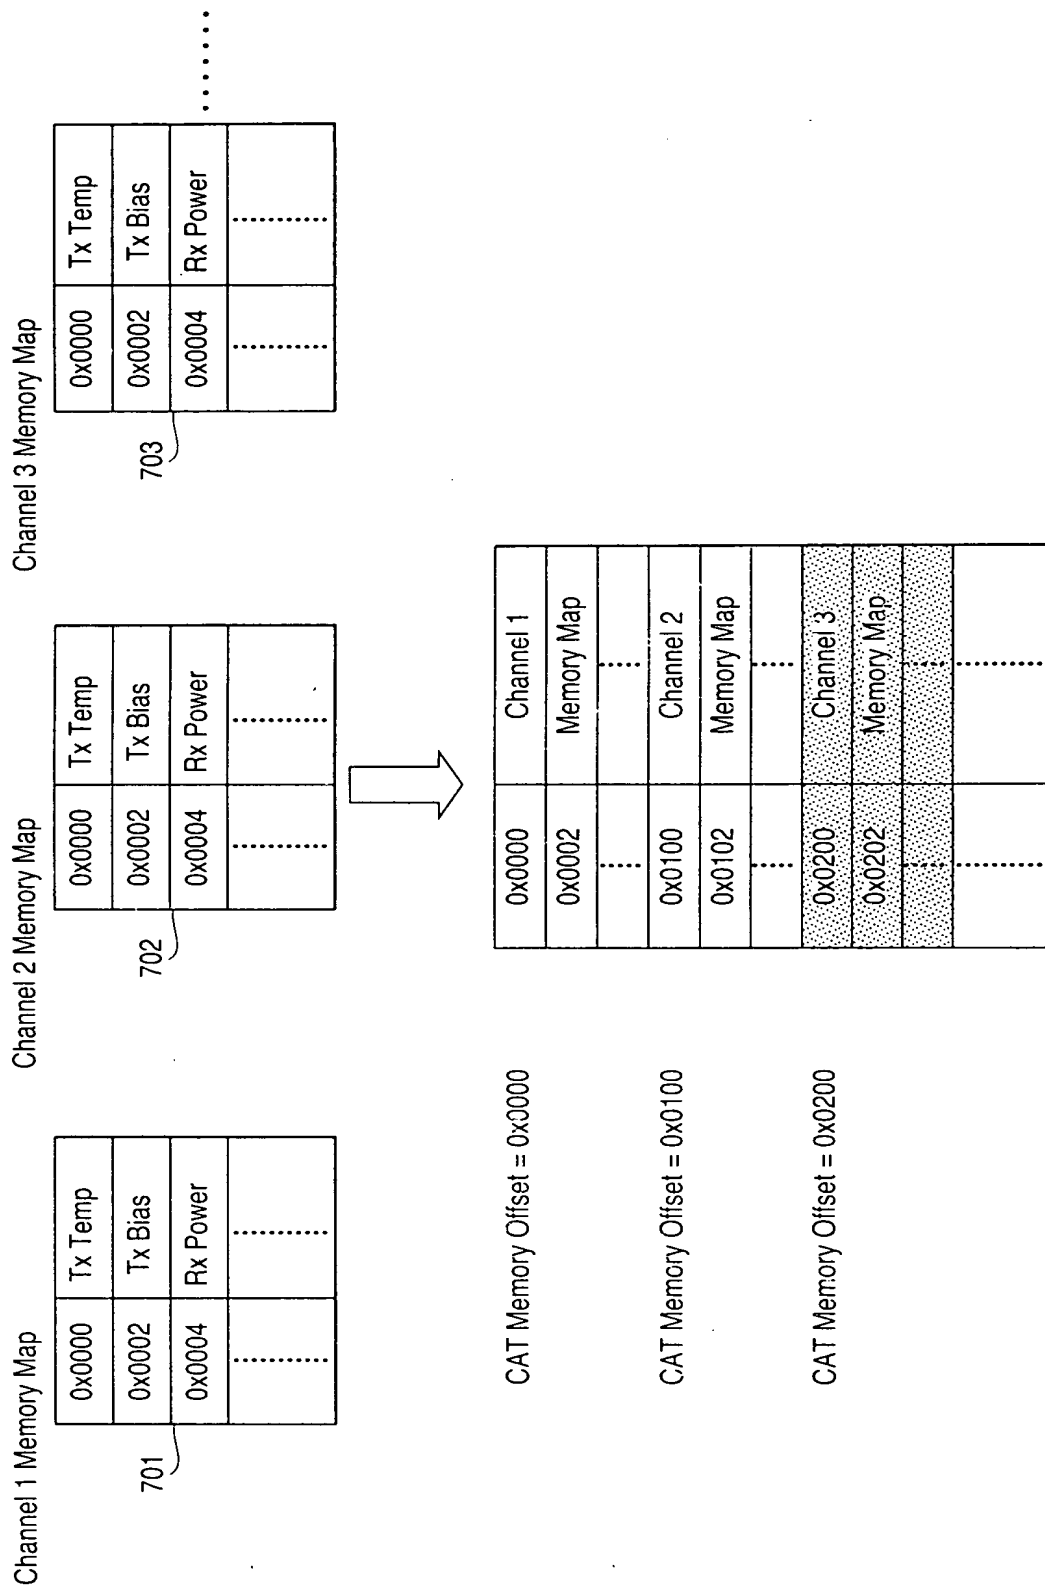 Channel 1 Memory Map
0x0000 Tx Temp
0x0002 Tx Bias
0x0004 Rx Power
701
Channel 2 Memory Map
0x0000 Tx Temp
0x0002 Tx Bias
0x0004 Rx Power
702
Channel 3 Memory Map
0x0000 Tx Temp
0x0002 Tx Bias
0x0004 Rx Power
703
CAT Memory Offset = 0x0000
0x0000 Channel 1
0x0002 Memory Map
CAT Memory Offset = 0x0100
0x0100 Channel 2
0x0102 Memory Map
CAT Memory Offset = 0x0200
0x0200 Channel 3
0x0202 Memory Map